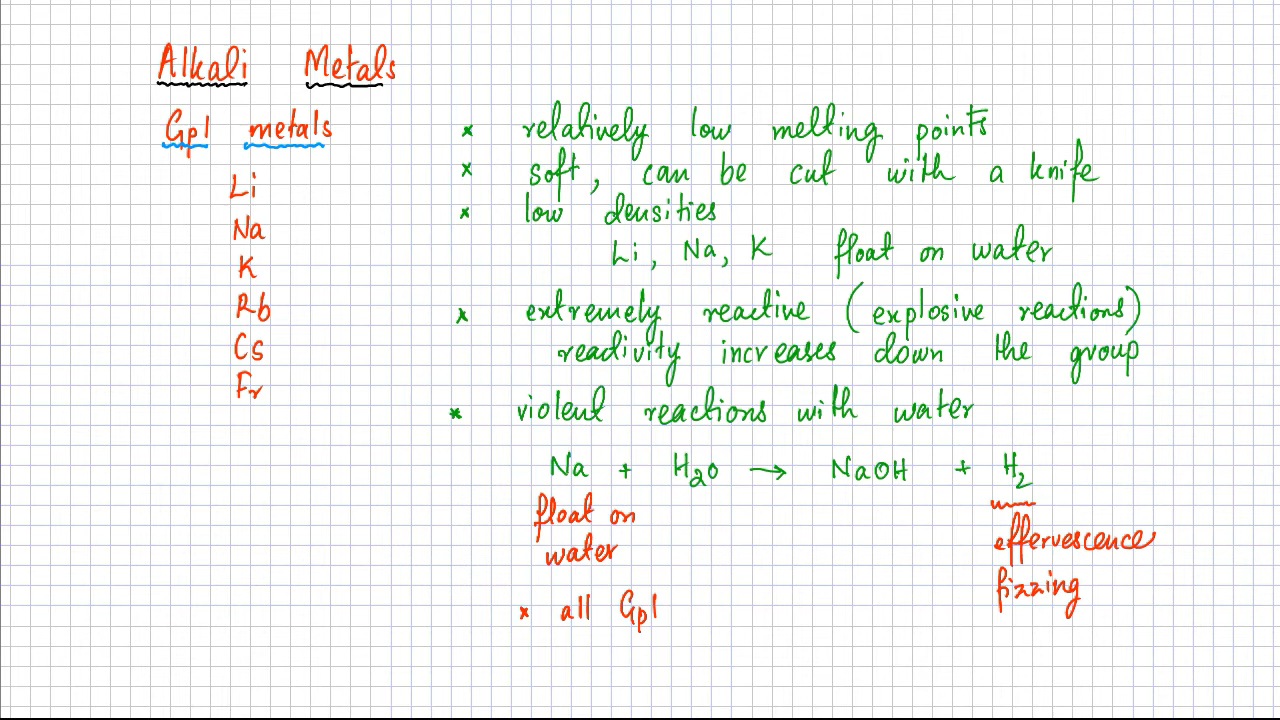 Alkali Metals
Gp1 metals
Li
Na
K
Rb
Cs
Fr
* relatively low melting points
* soft, can be cut with a knife
* low densities
Li, Na, K float on water
* extremely reactive (explosive reactions)
reactivity increases down the group
* violent reactions with water
Na + H₂O → NaOH + H₂
float on
water
effervescence
fizzing
* all Gp1